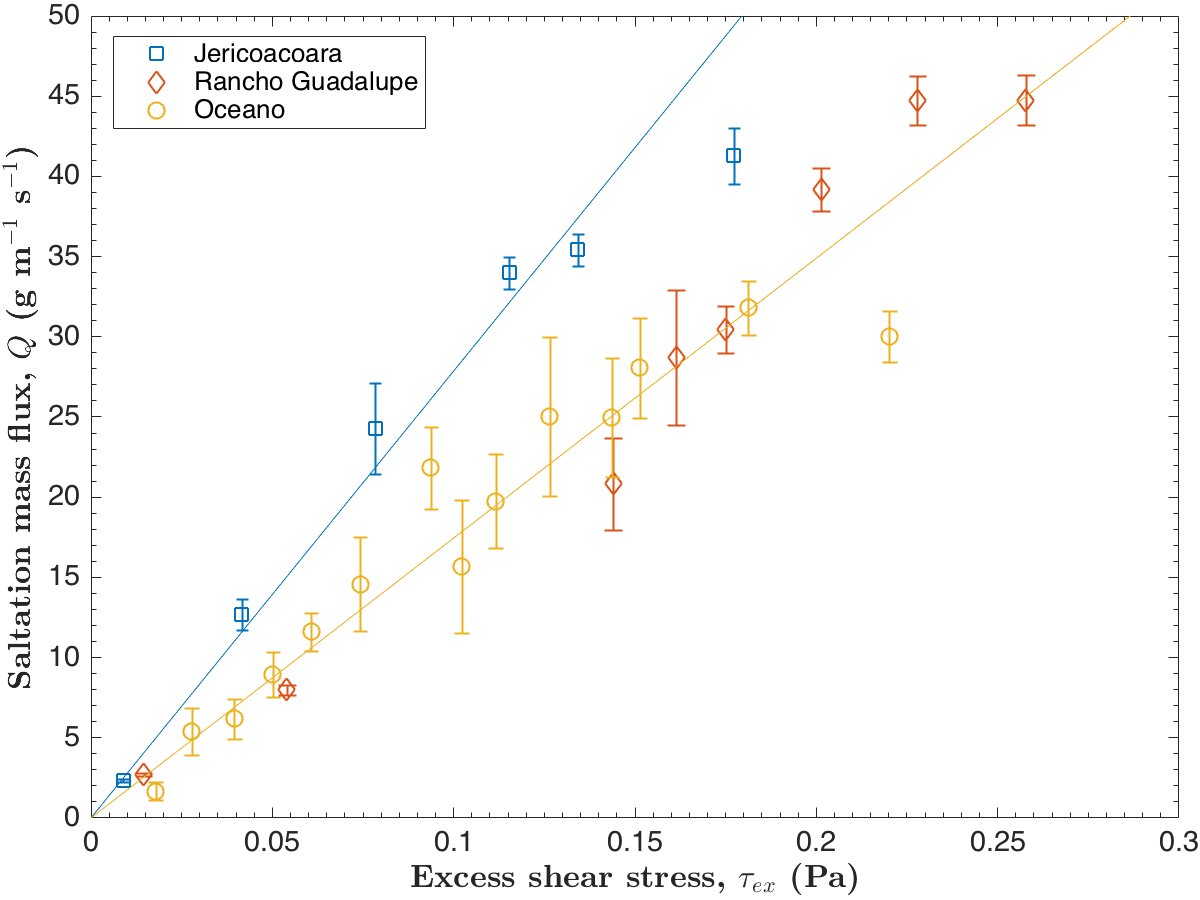 50
45
40
35
30
25
20
15
10
5
0
Saltation mass flux, Q (g m⁻¹ s⁻¹)
Jericoacoara
Rancho Guadalupe
Oceano
0 0.05 0.1 0.15 0.2 0.25 0.3
Excess shear stress, τₑₓ (Pa)